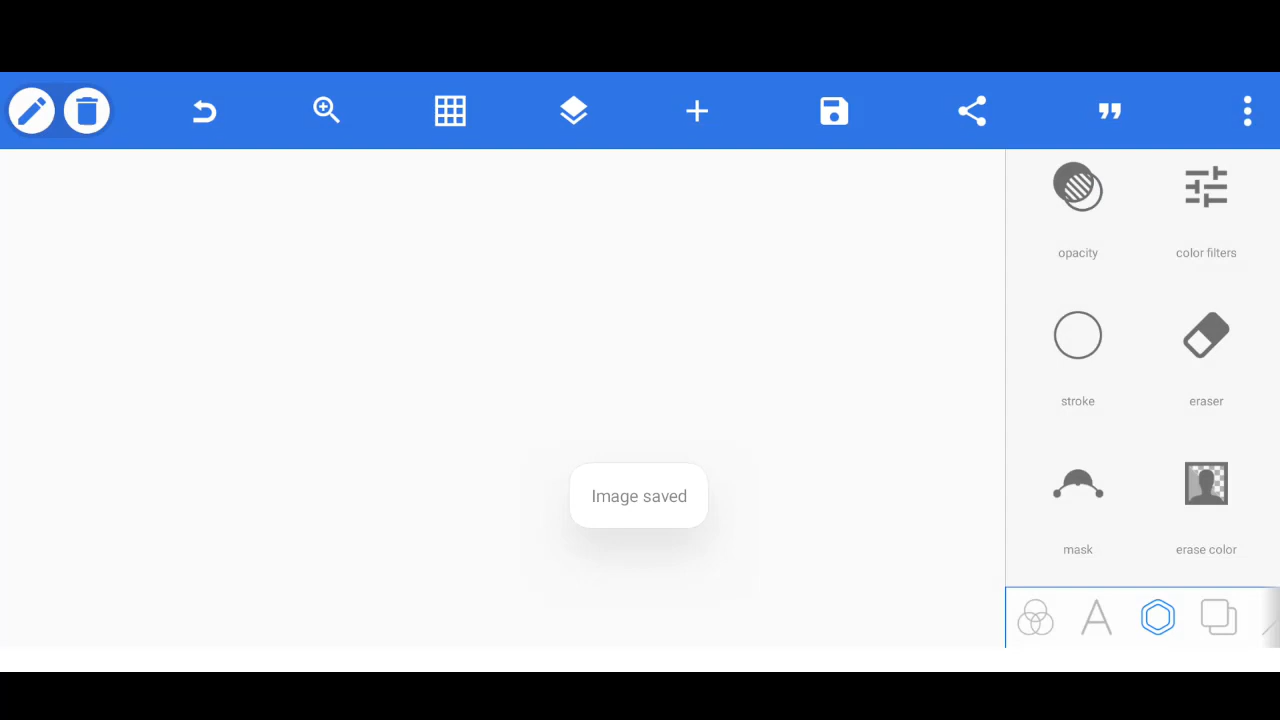 opacity
color filters
stroke
eraser
Image saved
mask
erase color